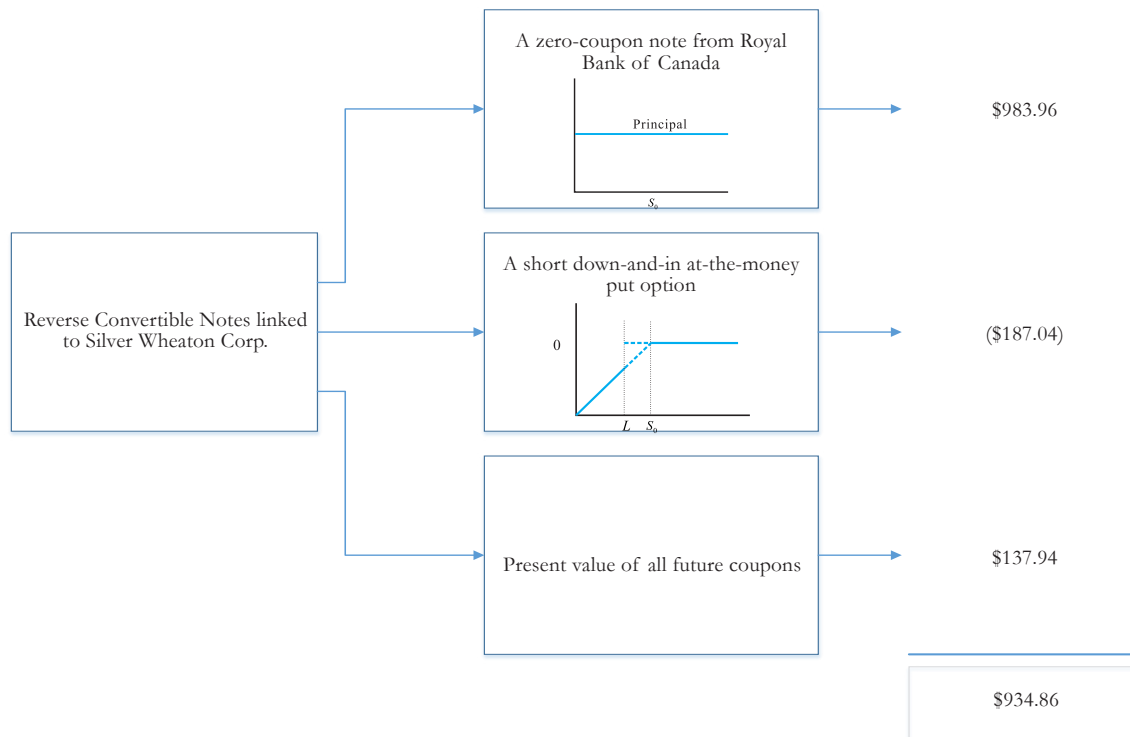 A zero-coupon note from Royal
Bank of Canada
Principal
S₀
$983.96
Reverse Convertible Notes linked
to Silver Wheaton Corp.
A short down-and-in at-the-money
put option
0
L S₀
($187.04)
Present value of all future coupons
$137.94
$934.86